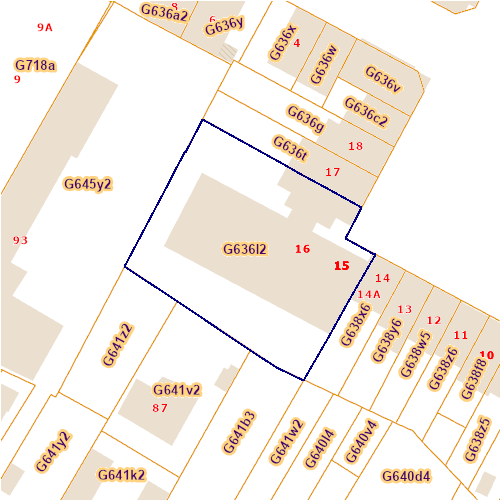 8
G636a2
6
G636y
9A
G636x
4
G636w
G718a
9
G636v
G636c2
G636g
18
G636t
17
G645y2
93
G636l2
16
15
14
14A
G638x6
13
G638y6
12
G638w5
11
G638z6
10
G638f8
G641z2
G641v2
87
G641b3
G641w2
G640l4
G640v4
G638z5
G641y2
G641k2
G640d4